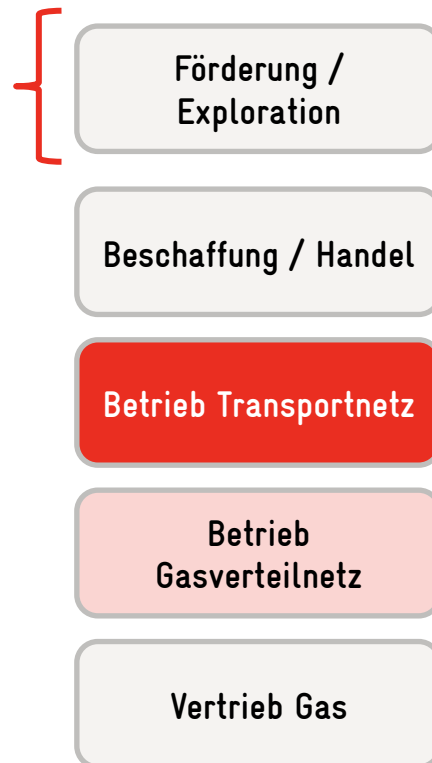 Förderung /
Exploration
Beschaffung / Handel
Betrieb Transportnetz
Betrieb
Gasverteilnetz
Vertrieb Gas